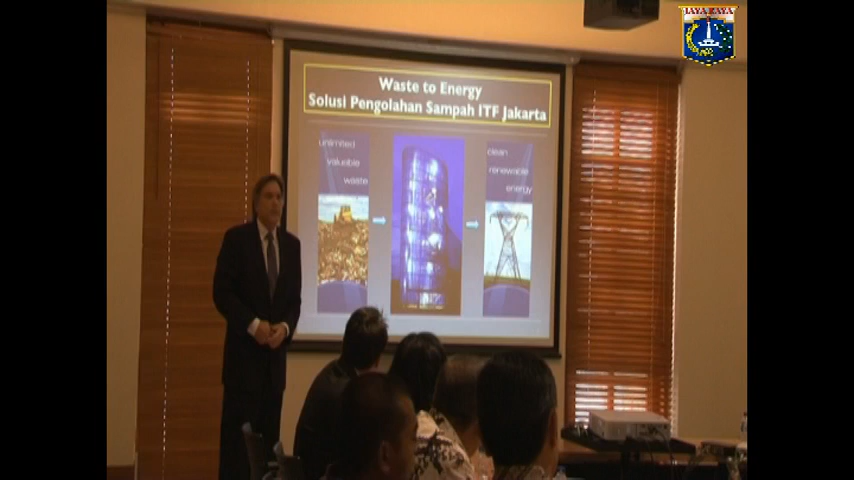 JAYA RAYA
Waste to Energy
Solusi Pengolahan Sampah ITF Jakarta
unlimited
valuable
waste
clean
renewable
energy